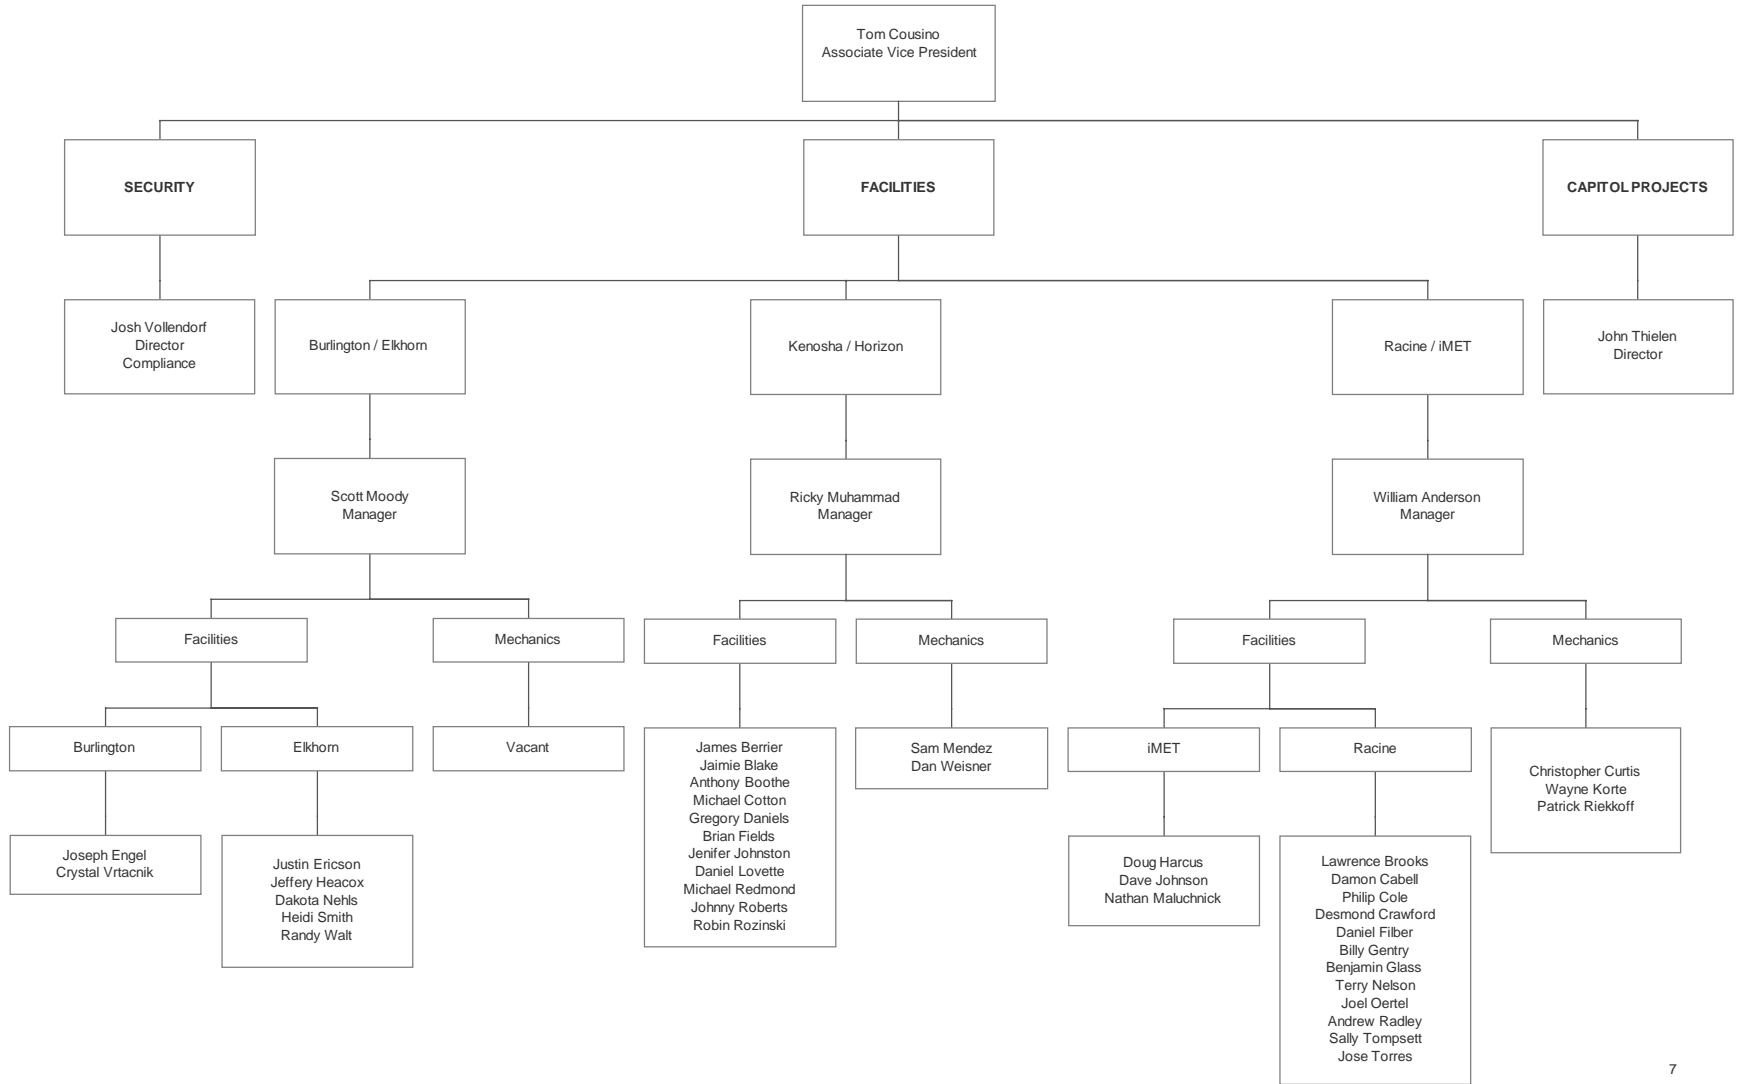 Tom Cousino
Associate Vice President
SECURITY
FACILITIES
CAPITOL PROJECTS
Josh Vollendorf
Director
Compliance
Burlington / Elkhorn
Kenosha / Horizon
Racine / iMET
John Thielen
Director
Scott Moody
Manager
Ricky Muhammad
Manager
William Anderson
Manager
Facilities
Mechanics
Facilities
Mechanics
Facilities
Mechanics
Burlington
Elkhorn
Vacant
James Berrier
Jaimie Blake
Anthony Boothe
Michael Cotton
Gregory Daniels
Brian Fields
Jenifer Johnston
Daniel Lovette
Michael Redmond
Johnny Roberts
Robin Rozinski
Sam Mendez
Dan Weisner
iMET
Racine
Christopher Curtis
Wayne Korte
Patrick Riekkoff
Joseph Engel
Crystal Vrtacnik
Justin Ericson
Jeffery Heacox
Dakota Nehls
Heidi Smith
Randy Walt
Doug Harcus
Dave Johnson
Nathan Maluchnick
Lawrence Brooks
Damon Cabell
Philip Cole
Desmond Crawford
Daniel Filber
Billy Gentry
Benjamin Glass
Terry Nelson
Joel Oertel
Andrew Radley
Sally Tompsett
Jose Torres
7